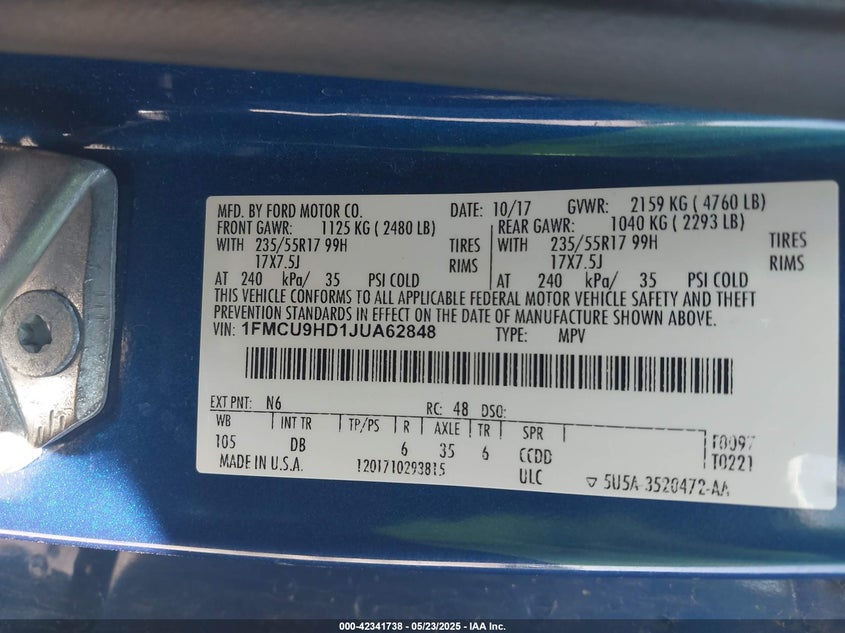 MFD. BY FORD MOTOR CO. DATE: 10/17 GVWR: 2159 KG ( 4760 LB)
FRONT GAWR: 1125 KG ( 2480 LB) REAR GAWR: 1040 KG ( 2293 LB)
WITH 235/55R17 99H TIRES WITH 235/55R17 99H TIRES
17X7.5J RIMS 17X7.5J RIMS
AT 240 kPa/ 35 PSI COLD AT 240 kPa/ 35 PSI COLD
THIS VEHICLE CONFORMS TO ALL APPLICABLE FEDERAL MOTOR VEHICLE SAFETY AND THEFT
PREVENTION STANDARDS IN EFFECT ON THE DATE OF MANUFACTURE SHOWN ABOVE.
VIN: 1FMCU9HD1JUA62848 TYPE: MPV
EXT PNT: N6 RC: 48 DSO:
WB INT TR TP/PS R AXLE TR SPR F0097
105 DB 6 35 6 CCDD T0221
MADE IN U.S.A. 1201710293815 ULC 5U5A-3520472-AA
000-42341738 - 05/23/2025 - IAA Inc.